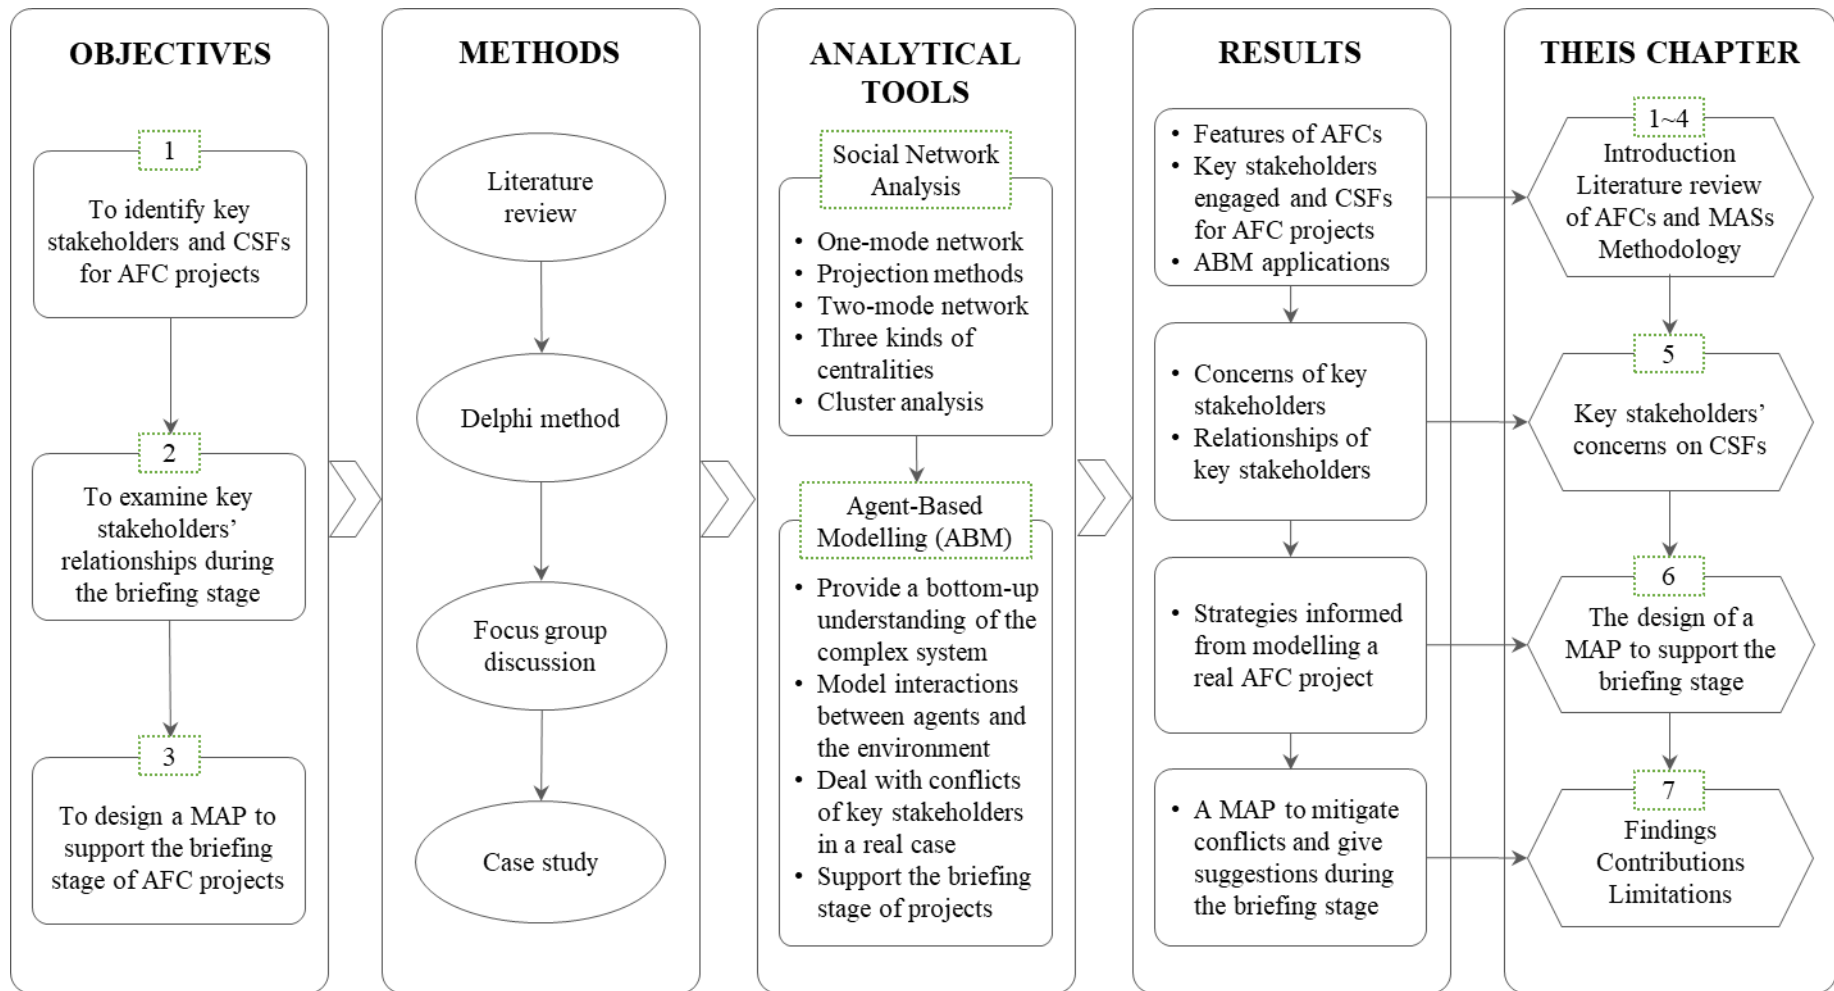 OBJECTIVES
1
To identify key
stakeholders and CSFs
for AFC projects
2
To examine key
stakeholders’
relationships during
the briefing stage
3
To design a MAP to
support the briefing
stage of AFC projects
METHODS
Literature
review
Delphi method
Focus group
discussion
Case study
ANALYTICAL
TOOLS
Social Network
Analysis
• One-mode network
• Projection methods
• Two-mode network
• Three kinds of
centralities
• Cluster analysis
Agent-Based
Modelling (ABM)
• Provide a bottom-up
understanding of the
complex system
• Model interactions
between agents and
the environment
• Deal with conflicts
of key stakeholders
in a real case
• Support the briefing
stage of projects
RESULTS
• Features of AFCs
• Key stakeholders
engaged and CSFs
for AFC projects
• ABM applications
• Concerns of key
stakeholders
• Relationships of
key stakeholders
• Strategies informed
from modelling a
real AFC project
• A MAP to mitigate
conflicts and give
suggestions during
the briefing stage
THEIS CHAPTER
1~4
Introduction
Literature review
of AFCs and MASs
Methodology
5
Key stakeholders’
concerns on CSFs
6
The design of a
MAP to support the
briefing stage
7
Findings
Contributions
Limitations